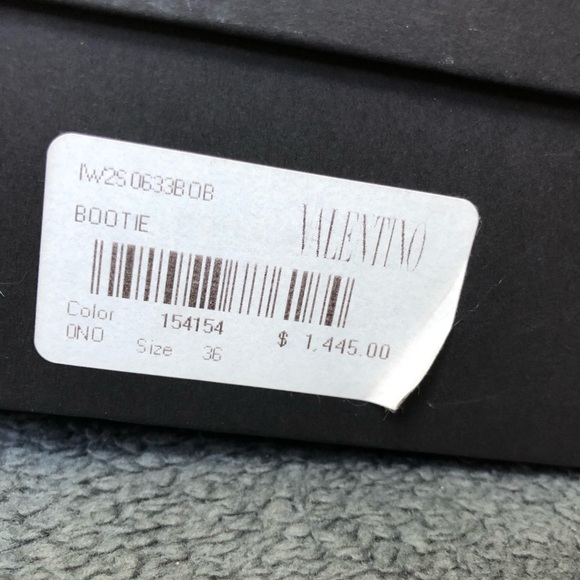 IW2S0633BOB
BOOTIE
VALENTINO
Color 154154 $ 1,445.00
0NO Size 36